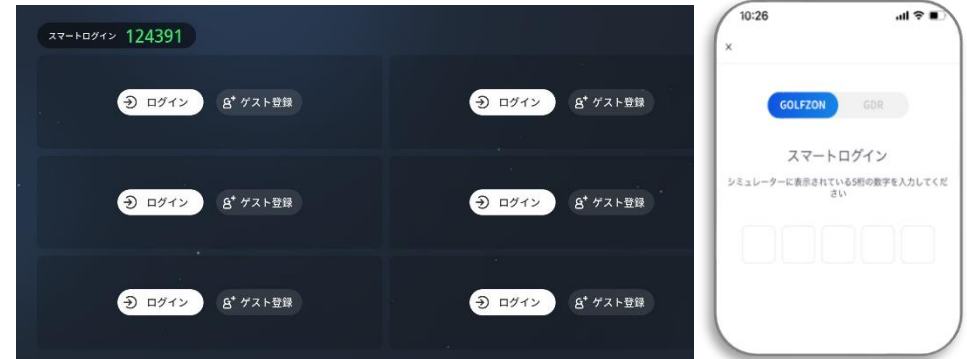 スマートログイン 124391
ログイン ゲスト登録 ログイン ゲスト登録
ログイン ゲスト登録 ログイン ゲスト登録
ログイン ゲスト登録 ログイン ゲスト登録
10:26
×
GOLFZON GDR
スマートログイン
シミュレーターに表示されている5桁の数字を入力してくだ
さい